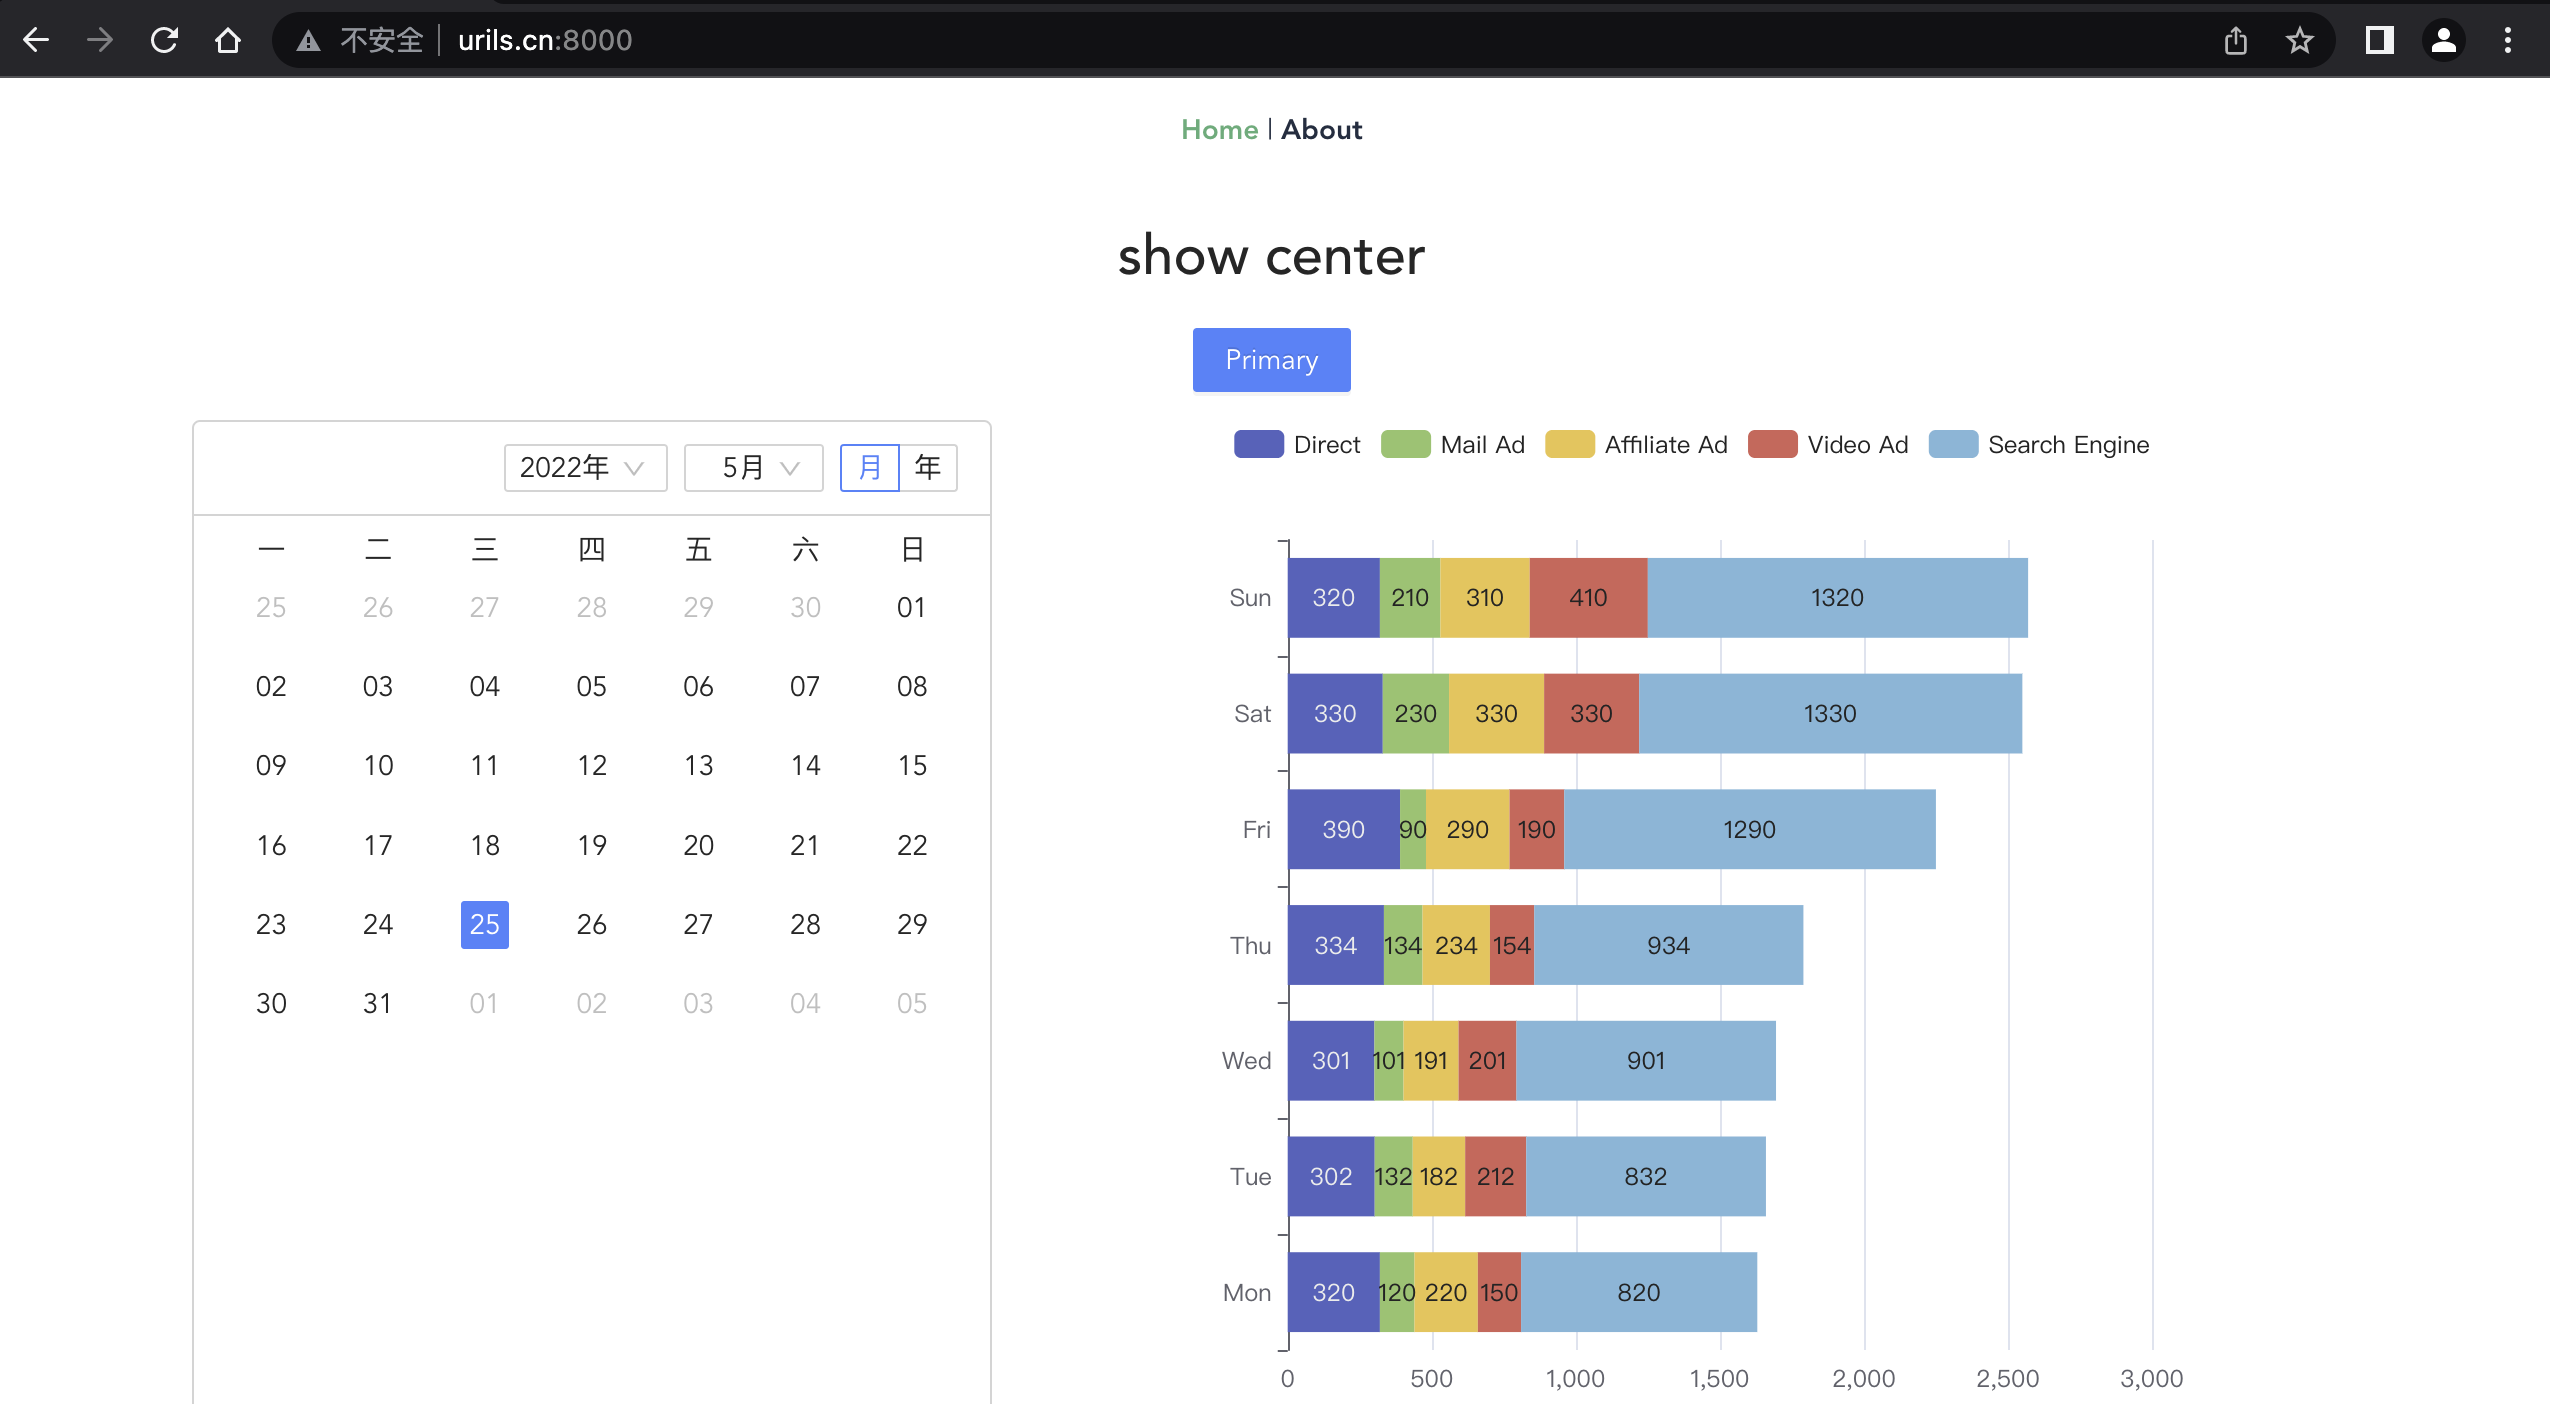 不安全 urils.cn:8000
Home | About
show center
Primary
2022年 5月 月 年
一 二 三 四 五 六 日
25 26 27 28 29 30 01
02 03 04 05 06 07 08
09 10 11 12 13 14 15
16 17 18 19 20 21 22
23 24 25 26 27 28 29
30 31 01 02 03 04 05
Direct Mail Ad Affiliate Ad Video Ad Search Engine
Sun 320 210 310 410 1320
Sat 330 230 330 330 1330
Fri 390 90 290 190 1290
Thu 334 134 234 154 934
Wed 301 101 191 201 901
Tue 302 132 182 212 832
Mon 320 120 220 150 820
0 500 1,000 1,500 2,000 2,500 3,000